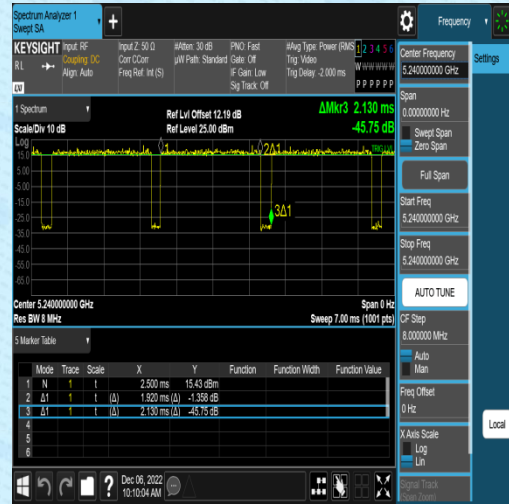 Spectrum Analyzer 1
Swept SA
+
Frequency
KEYSIGHT
Input: RF
Input Z: 50 Ω
#Atten: 30 dB
PNO: Fast
#Avg Type: Power (RMS
1 2 3 4 5 6
RL
Coupling: DC
Corr CCorr
µW Path: Standard
Gate: Off
Trig: Video
W W W W W W
Align: Auto
Freq Ref: Int (S)
IF Gain: Low
Trig Delay: -2.000 ms
Sig Track: Off
P P P P P P
LVI
Center Frequency
5.240000000 GHz
Settings
1 Spectrum
Ref Lvl Offset 12.19 dB
ΔMkr3 2.130 ms
Scale/Div 10 dB
Ref Level 25.00 dBm
-45.75 dB
Log
15.0
5.00
-5.00
-15.0
-25.0
-35.0
-45.0
-55.0
-65.0
1
2Δ1
TRIG LVL
3Δ1
Center 5.240000000 GHz
Span 0 Hz
Res BW 8 MHz
Sweep 7.00 ms (1001 pts)
Span
0.00000000 Hz
Swept Span
Zero Span
Full Span
Start Freq
5.240000000 GHz
Stop Freq
5.240000000 GHz
AUTO TUNE
CF Step
8.000000 MHz
Auto
Man
Freq Offset
0 Hz
X Axis Scale
Log
Lin
Signal Track
(Span Zoom)
Local
5 Marker Table
Mode Trace Scale X Y Function Function Width Function Value
1 N 1 t 2.500 ms 15.43 dBm
2 Δ1 1 t (Δ) 1.920 ms (Δ) -1.358 dB
3 Δ1 1 t (Δ) 2.130 ms (Δ) -45.75 dB
4
5
6
?
Dec 06, 2022
10:10:04 AM